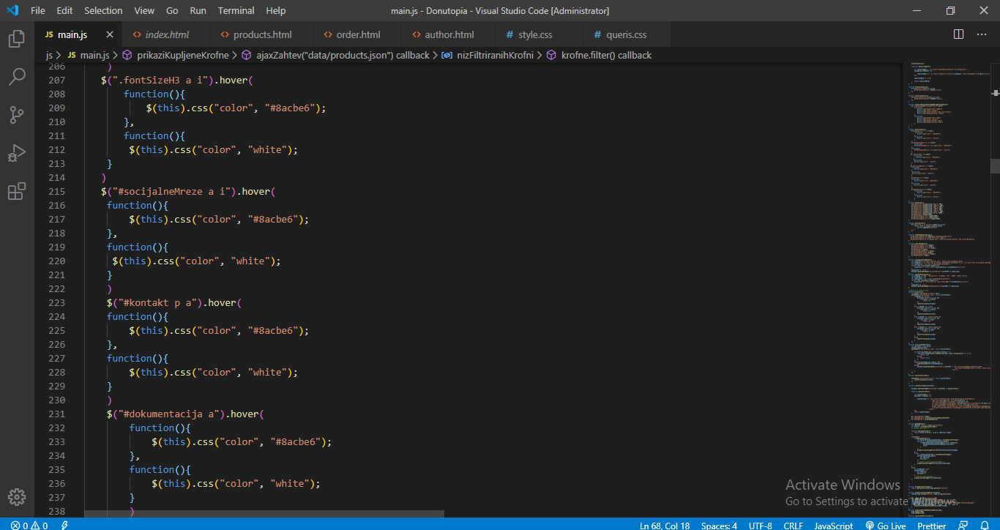 File Edit Selection View Go Run Terminal Help main.js - Donutopia - Visual Studio Code [Administrator]
JS main.js <> index.html <> products.html <> order.html <> author.html # style.css # queris.css
js > JS main.js > prikaziKupljeneKrofne > ajaxZahtev("data/products.json") callback > nizFiltriranihKrofni > krofne.filter() callback
206 )
207 $(".fontSizeH3 a i").hover(
208 function(){
209 $(this).css("color", "#8acbe6");
210 },
211 function(){
212 $(this).css("color", "white");
213 }
214 )
215 $("#socijalneMreze a i").hover(
216 function(){
217 $(this).css("color", "#8acbe6");
218 },
219 function(){
220 $(this).css("color", "white");
221 }
222 )
223 $("#kontakt p a").hover(
224 function(){
225 $(this).css("color", "#8acbe6");
226 },
227 function(){
228 $(this).css("color", "white");
229 }
230 )
231 $("#dokumentacija a").hover(
232 function(){
233 $(this).css("color", "#8acbe6");
234 },
235 function(){
236 $(this).css("color", "white");
237 }
238 )
Activate Windows
Go to Settings to activate Windows.
0 0 Ln 68, Col 18 Spaces: 4 UTF-8 CRLF JavaScript Go Live Prettier